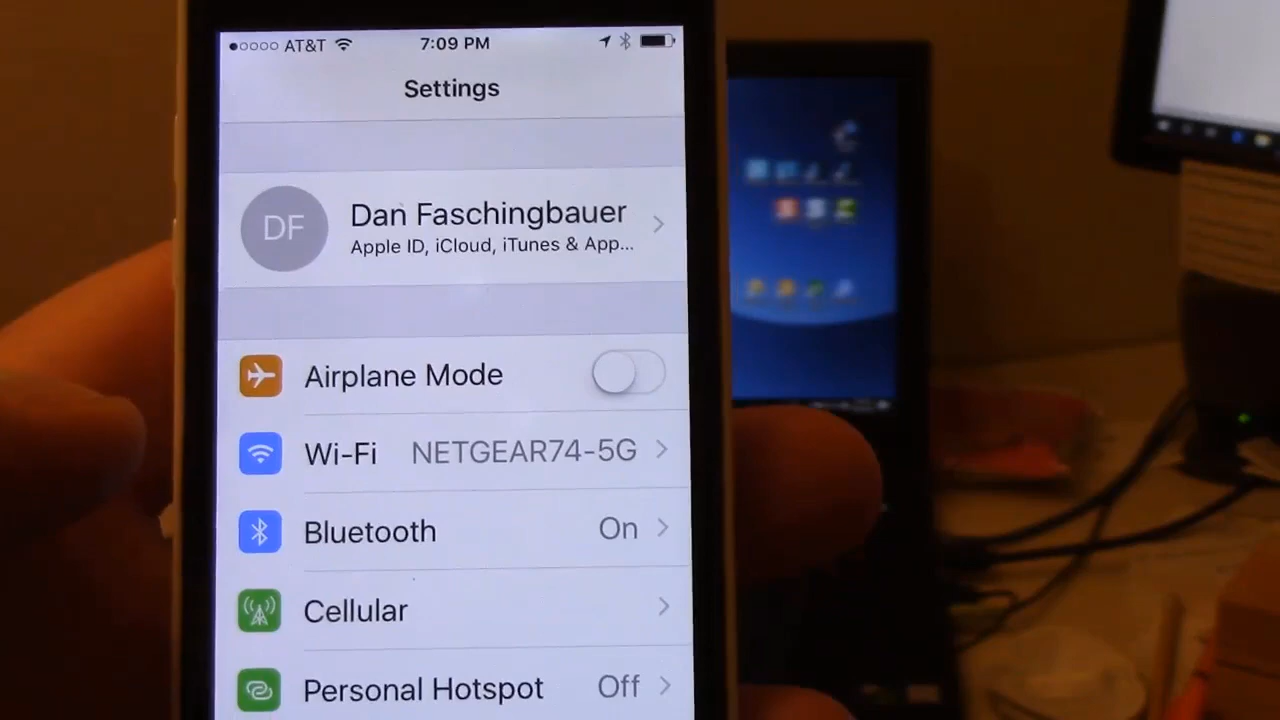 AT&T 7:09 PM
Settings
DF
Dan Faschingbauer
Apple ID, iCloud, iTunes & App...
Airplane Mode
Wi-Fi NETGEAR74-5G
Bluetooth On
Cellular
Personal Hotspot Off